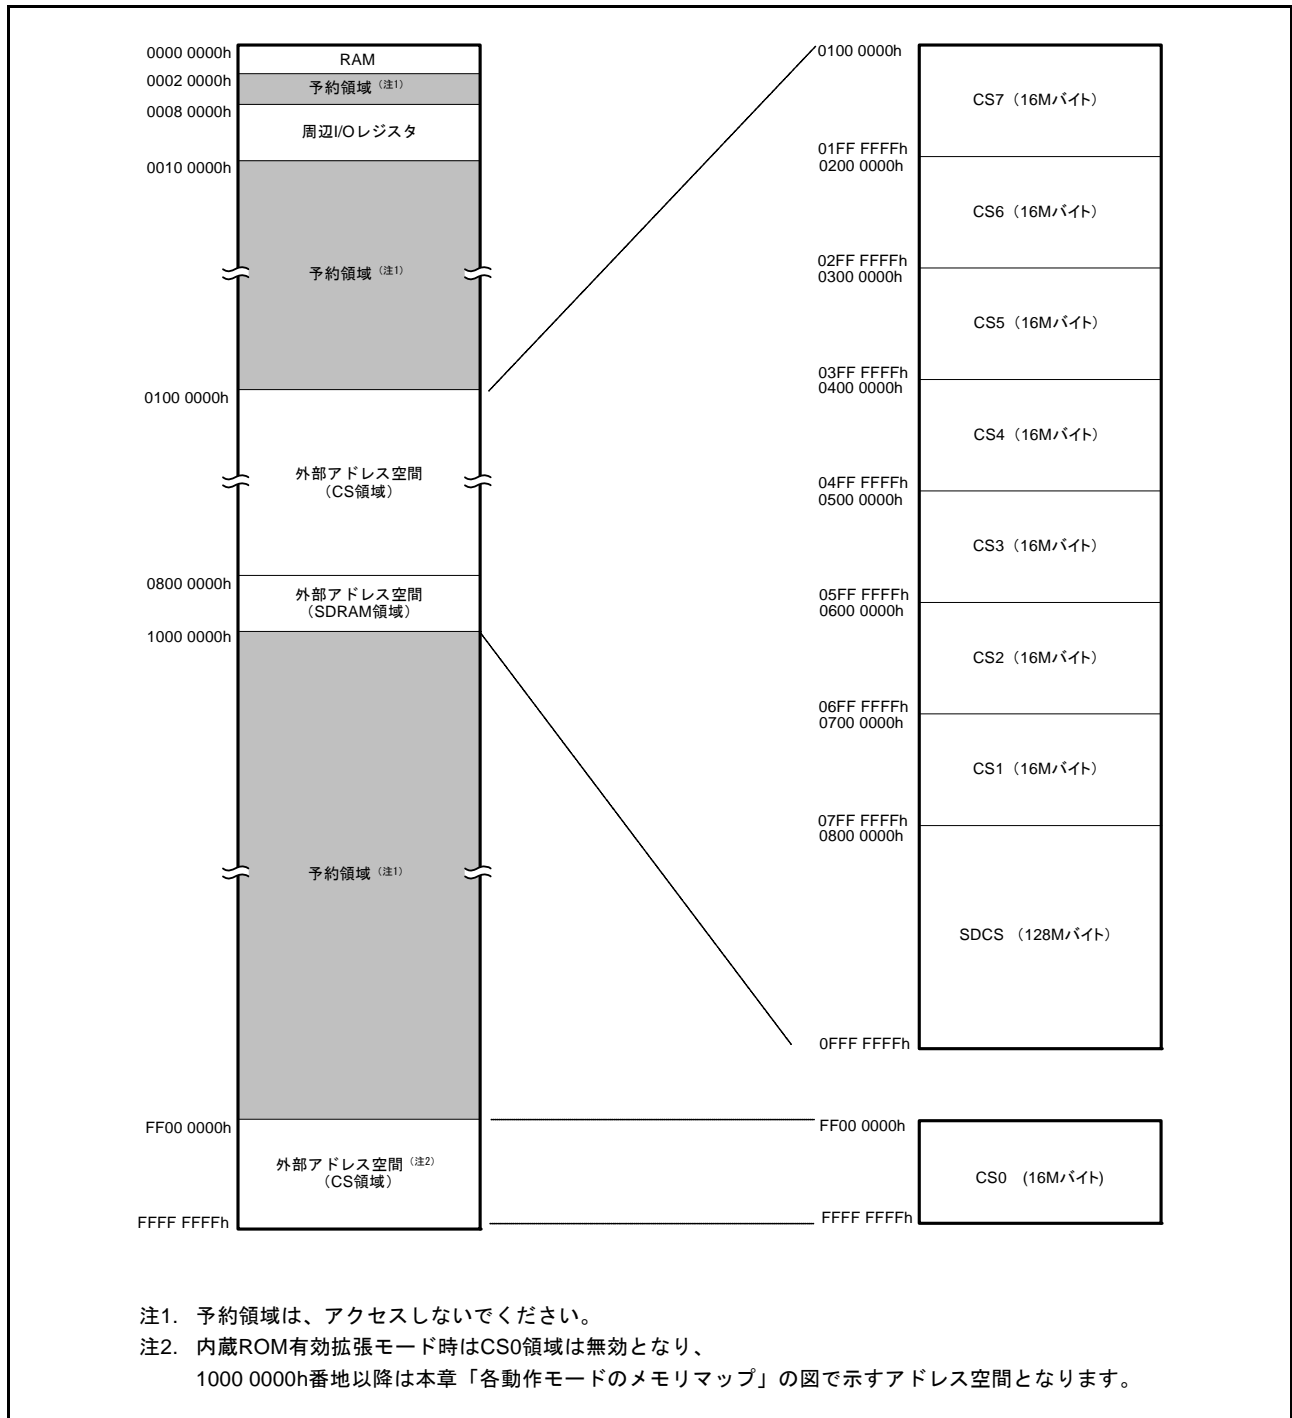 0000 0000h
RAM
0002 0000h
予約領域（注1）
0008 0000h
周辺I/Oレジスタ
0010 0000h
予約領域（注1）
0100 0000h
外部アドレス空間
（CS領域）
0800 0000h
外部アドレス空間
（SDRAM領域）
1000 0000h
予約領域（注1）
FF00 0000h
外部アドレス空間（注2）
（CS領域）
FFFF FFFFh
0100 0000h
CS7（16Mバイト）
01FF FFFFh
0200 0000h
CS6（16Mバイト）
02FF FFFFh
0300 0000h
CS5（16Mバイト）
03FF FFFFh
0400 0000h
CS4（16Mバイト）
04FF FFFFh
0500 0000h
CS3（16Mバイト）
05FF FFFFh
0600 0000h
CS2（16Mバイト）
06FF FFFFh
0700 0000h
CS1（16Mバイト）
07FF FFFFh
0800 0000h
SDCS （128Mバイト）
0FFF FFFFh
FF00 0000h
CS0 (16Mバイト)
FFFF FFFFh
注1. 予約領域は、アクセスしないでください。
注2. 内蔵ROM有効拡張モード時はCS0領域は無効となり、
1000 0000h番地以降は本章「各動作モードのメモリマップ」の図で示すアドレス空間となります。